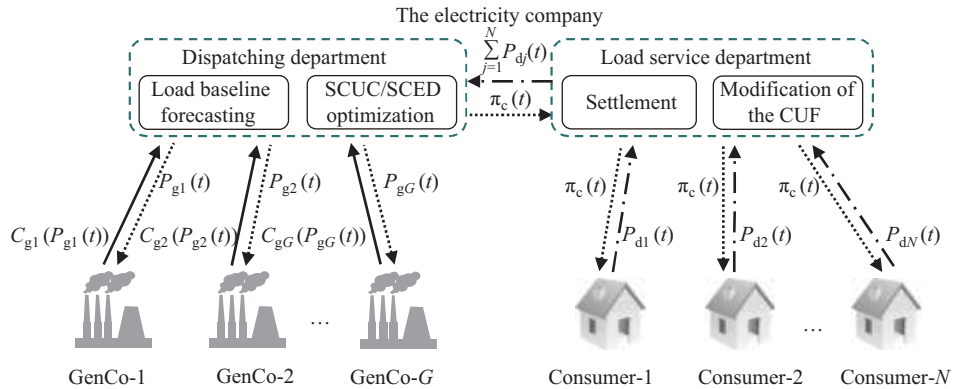 The electricity company
Dispatching department
N
∑ P_dj(t)
j=1
Load service department
Load baseline
forecasting
SCUC/SCED
optimization
π_c(t)
Settlement
Modification of
the CUF
P_g1(t)
P_g2(t)
P_gG(t)
π_c(t)
π_c(t)
π_c(t)
C_g1(P_g1(t))
C_g2(P_g2(t))
C_gG(P_gG(t))
P_d1(t)
P_d2(t)
P_dN(t)
...
...
GenCo-1
GenCo-2
GenCo-G
Consumer-1
Consumer-2
Consumer-N